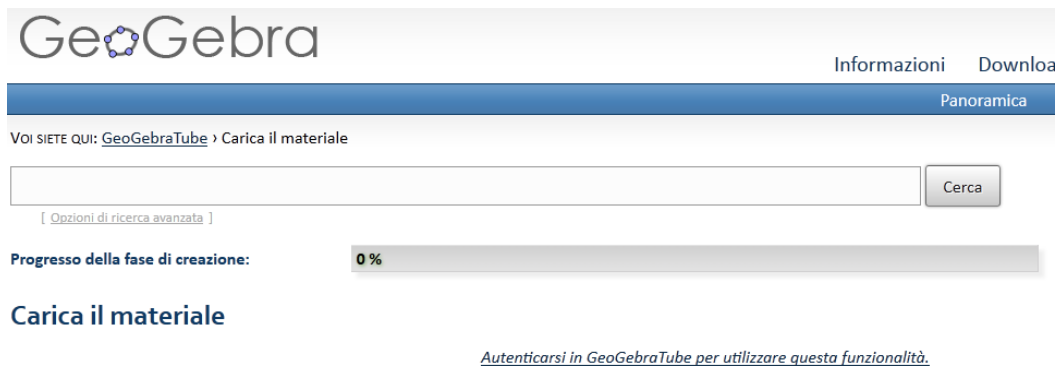 GeoGebra
Informazioni
Panoramica
VOI SIETE QUI: GeoGebraTube › Carica il materiale
Cerca
[ Opzioni di ricerca avanzata ]
Progresso della fase di creazione: 0 %
Carica il materiale
Autenticarsi in GeoGebraTube per utilizzare questa funzionalità.